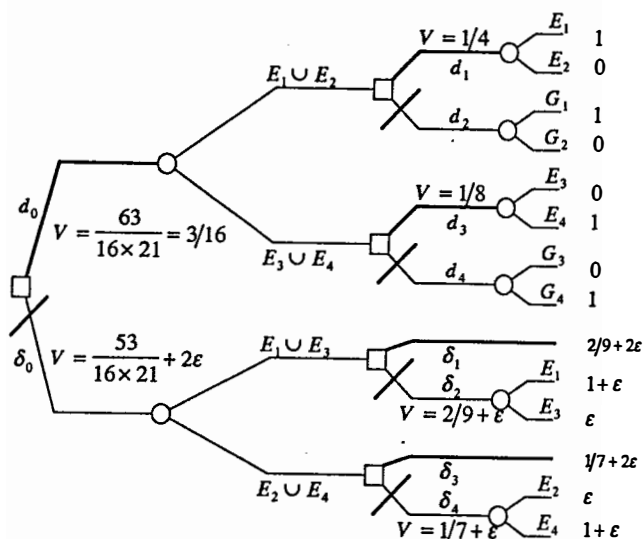 E₁ 1
V = 1/4
d₁
E₂ 0
E₁ ∪ E₂
G₁ 1
d₂
G₂ 0
E₃ 0
V = 1/8
d₃
E₄ 1
d₀
V = 63 / 16 × 21 = 3/16
E₃ ∪ E₄
G₃ 0
d₄
G₄ 1
δ₀
V = 53 / 16 × 21 + 2ε
E₁ ∪ E₃
δ₁
2/9 + 2ε
δ₂
E₁ 1 + ε
V = 2/9 + ε
E₃ ε
1/7 + 2ε
δ₃
E₂ ∪ E₄
E₂ ε
δ₄
V = 1/7 + ε
E₄ 1 + ε